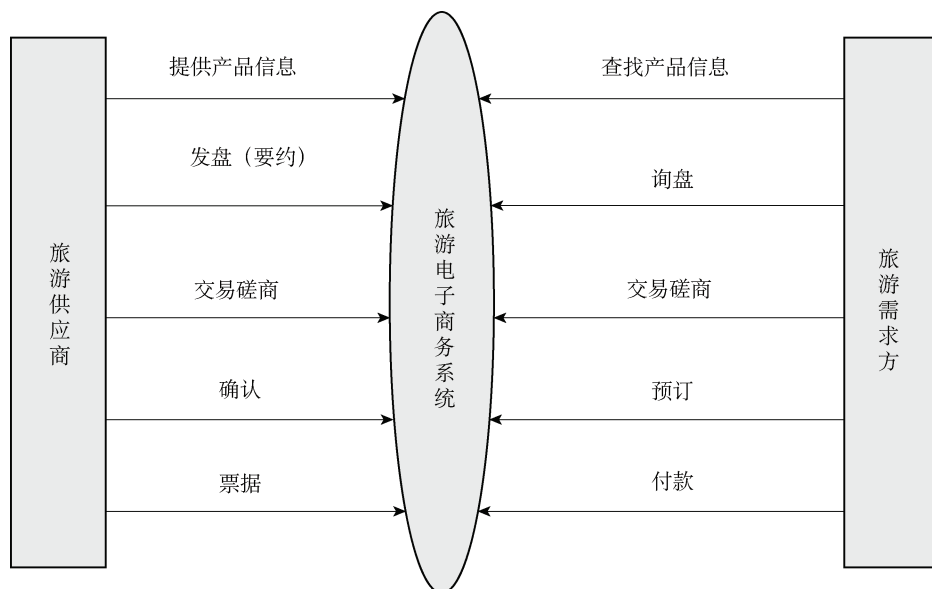 提供产品信息
查找产品信息
发盘（要约）
询盘
旅游供应商
旅游电子商务系统
旅游需求方
交易磋商
交易磋商
确认
预订
票据
付款